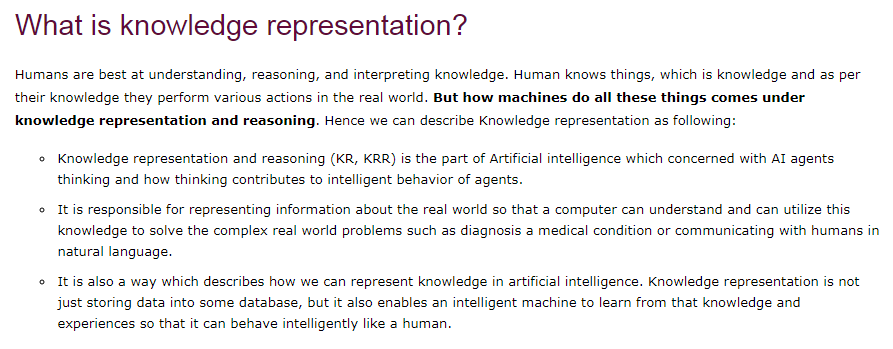 What is knowledge representation?
Humans are best at understanding, reasoning, and interpreting knowledge. Human knows things, which is knowledge and as per
their knowledge they perform various actions in the real world. But how machines do all these things comes under
knowledge representation and reasoning. Hence we can describe Knowledge representation as following:
Knowledge representation and reasoning (KR, KRR) is the part of Artificial intelligence which concerned with AI agents
thinking and how thinking contributes to intelligent behavior of agents.
It is responsible for representing information about the real world so that a computer can understand and can utilize this
knowledge to solve the complex real world problems such as diagnosis a medical condition or communicating with humans in
natural language.
It is also a way which describes how we can represent knowledge in artificial intelligence. Knowledge representation is not
just storing data into some database, but it also enables an intelligent machine to learn from that knowledge and
experiences so that it can behave intelligently like a human.